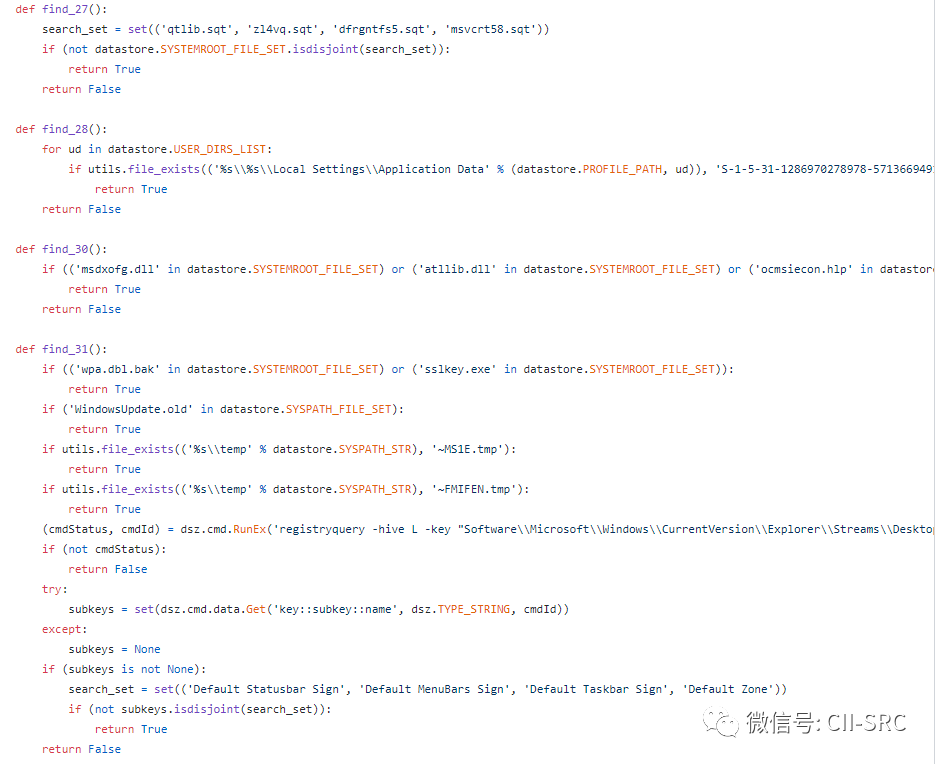 def find_27():
    search_set = set(('qtlib.sqt', 'zl4vq.sqt', 'dfrgntfs5.sqt', 'msvcrt58.sqt'))
    if (not datastore.SYSTEMROOT_FILE_SET.isdisjoint(search_set)):
        return True
    return False
def find_28():
    for ud in datastore.USER_DIRS_LIST:
        if utils.file_exists(('%s\\%s\\Local Settings\\Application Data' % (datastore.PROFILE_PATH, ud)), 'S-1-5-31-1286970278978-571366949
            return True
    return False
def find_30():
    if (('msdxofg.dll' in datastore.SYSTEMROOT_FILE_SET) or ('atllib.dll' in datastore.SYSTEMROOT_FILE_SET) or ('ocmsiecon.hlp' in datastore
        return True
    return False
def find_31():
    if (('wpa.dbl.bak' in datastore.SYSTEMROOT_FILE_SET) or ('sslkey.exe' in datastore.SYSTEMROOT_FILE_SET)):
        return True
    if ('WindowsUpdate.old' in datastore.SYSPATH_FILE_SET):
        return True
    if utils.file_exists(('%s\\temp' % datastore.SYSPATH_STR), '~MS1E.tmp'):
        return True
    if utils.file_exists(('%s\\temp' % datastore.SYSPATH_STR), '~FMIFEN.tmp'):
        return True
    (cmdStatus, cmdId) = dsz.cmd.RunEx('registryquery -hive L -key "Software\\Microsoft\\Windows\\CurrentVersion\\Explorer\\Streams\\Deskto
    if (not cmdStatus):
        return False
    try:
        subkeys = set(dsz.cmd.data.Get('key::subkey::name', dsz.TYPE_STRING, cmdId))
    except:
        subkeys = None
    if (subkeys is not None):
        search_set = set(('Default Statusbar Sign', 'Default MenuBars Sign', 'Default Taskbar Sign', 'Default Zone'))
        if (not subkeys.isdisjoint(search_set)):
            return True
    return False
微信号: CII-SRC